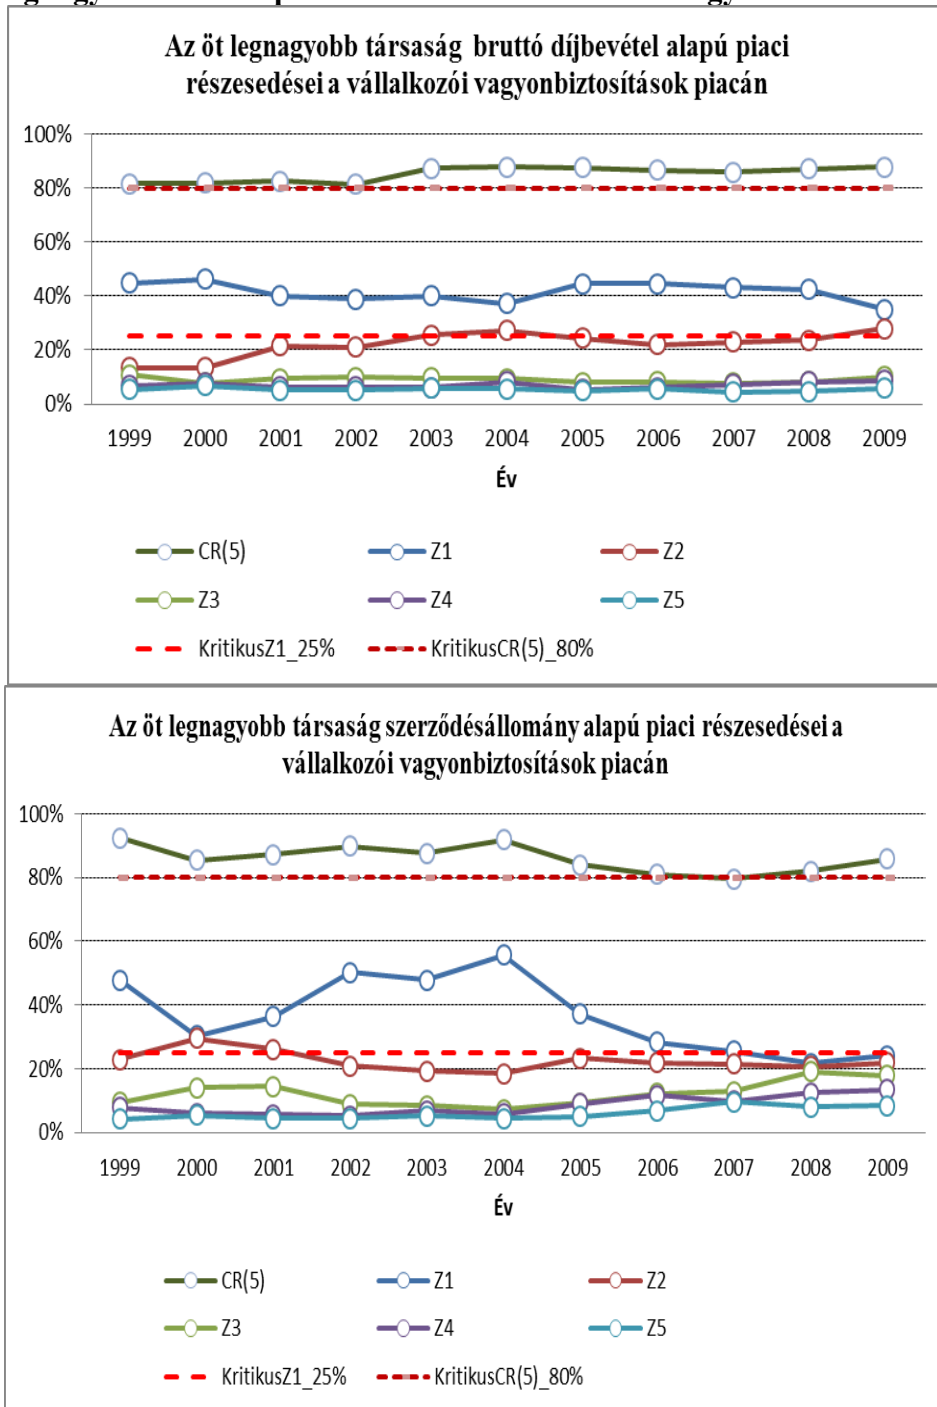 Az öt legnagyobb társaság bruttó díjbevétel alapú piaci
részesedései a vállalkozói vagyonbiztosítások piacán
100%
80%
60%
40%
20%
0%
1999 2000 2001 2002 2003 2004 2005 2006 2007 2008 2009
Év
CR(5) Z1 Z2
Z3 Z4 Z5
KritikusZ1_25% KritikusCR(5)_80%
Az öt legnagyobb társaság szerződésállomány alapú piaci részesedései a
vállalkozói vagyonbiztosítások piacán
100%
80%
60%
40%
20%
0%
1999 2000 2001 2002 2003 2004 2005 2006 2007 2008 2009
Év
CR(5) Z1 Z2
Z3 Z4 Z5
KritikusZ1_25% KritikusCR(5)_80%